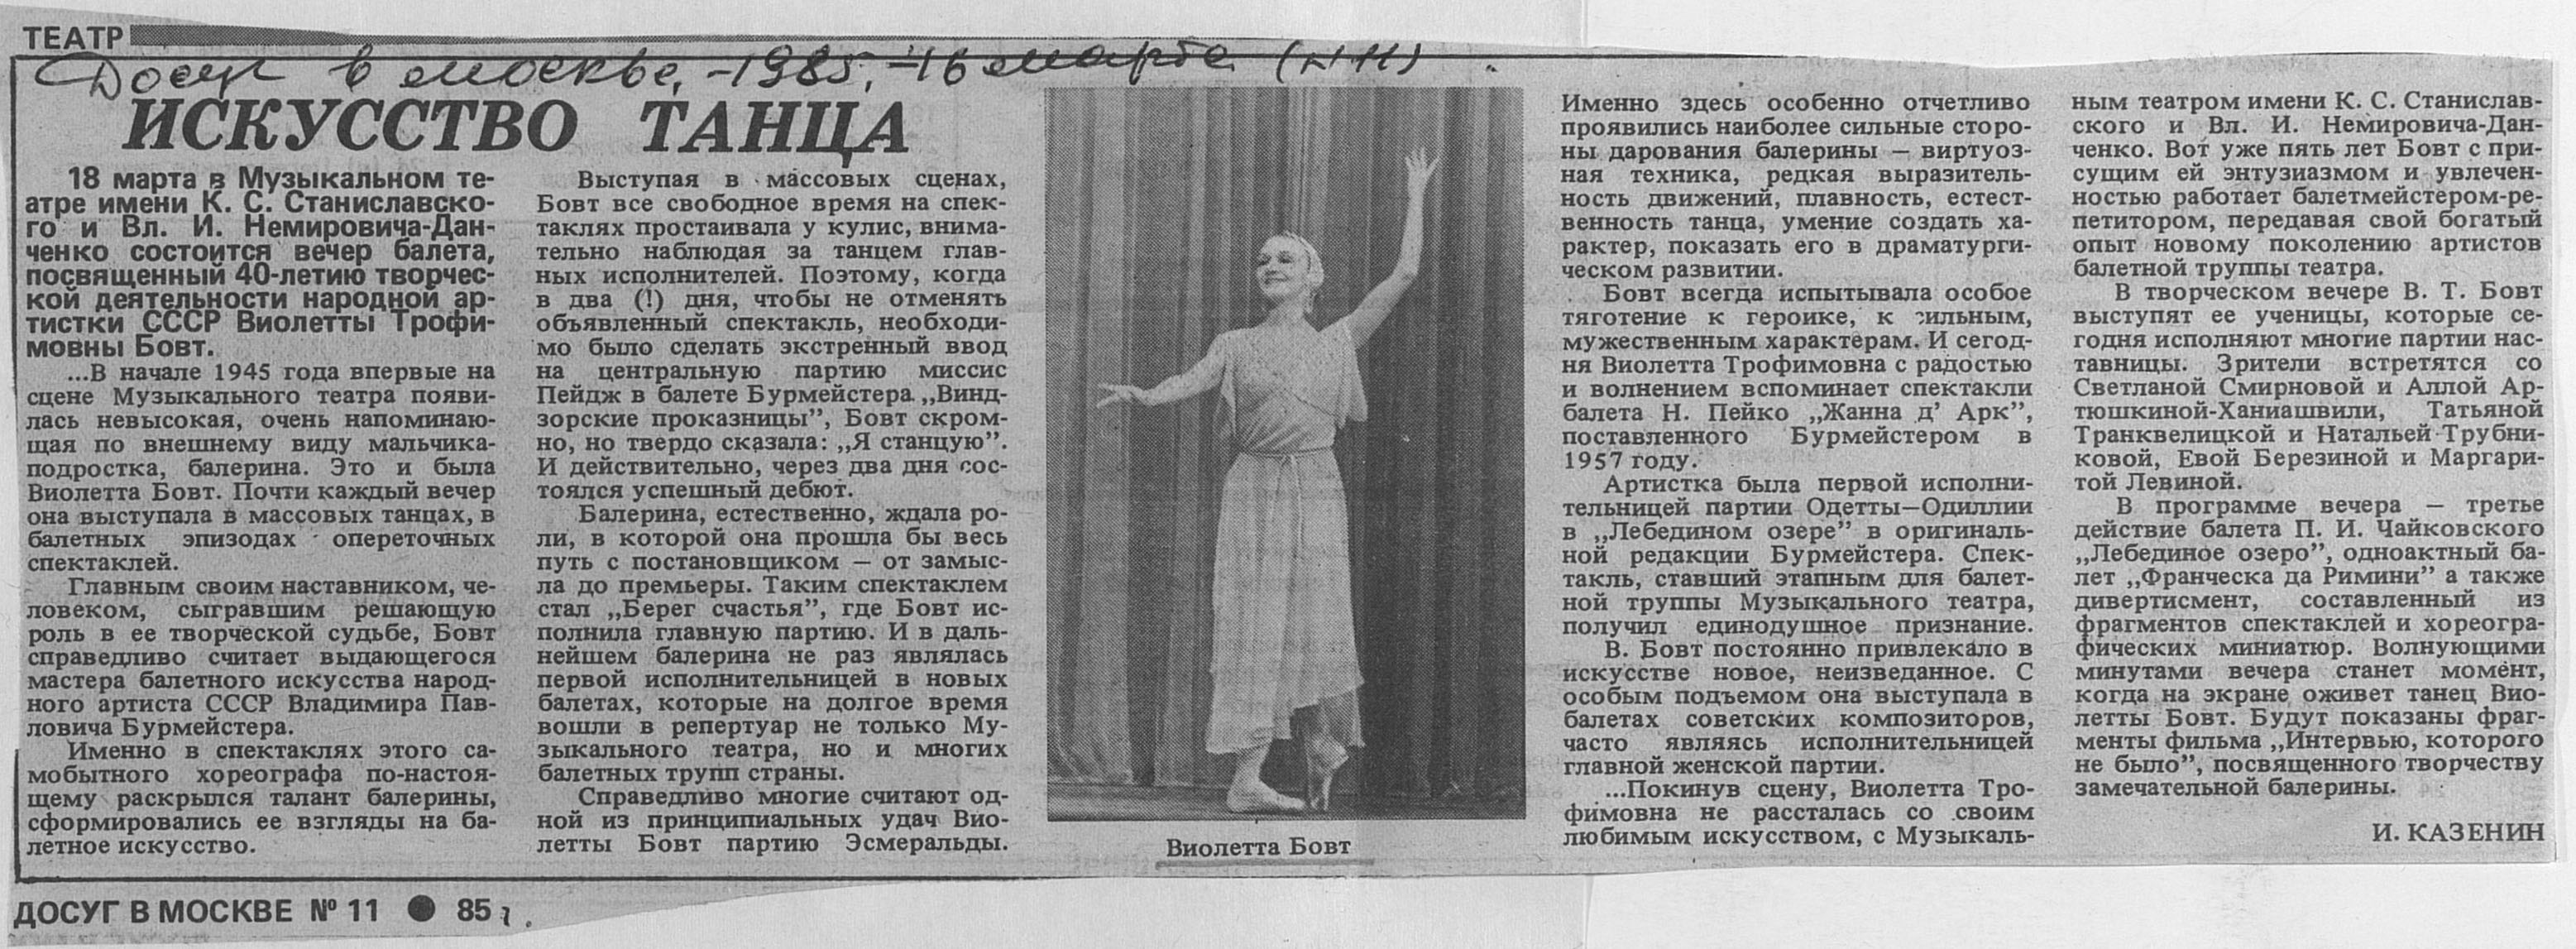 ТЕАТР
Досуг в Москве, - 1985, - 16 марта (N 11)
ИСКУССТВО ТАНЦА
18 марта в Музыкальном те-
атре имени К. С. Станиславско-
го и Вл. И. Немировича-Дан-
ченко состоится вечер балета,
посвященный 40-летию творчес-
кой деятельности народной ар-
тистки СССР Виолетты Трофи-
мовны Бовт.
...В начале 1945 года впервые на
сцене Музыкального театра появи-
лась невысокая, очень напоминаю-
щая по внешнему виду мальчика-
подростка, балерина. Это и была
Виолетта Бовт. Почти каждый вечер
она выступала в массовых танцах, в
балетных эпизодах опереточных
спектаклей.
Главным своим наставником, че-
ловеком, сыгравшим решающую
роль в ее творческой судьбе, Бовт
справедливо считает выдающегося
мастера балетного искусства народ-
ного артиста СССР Владимира Пав-
ловича Бурмейстера.
Именно в спектаклях этого са-
мобытного хореографа по-настоя-
щему раскрылся талант балерины,
сформировались ее взгляды на ба-
летное искусство.
Выступая в массовых сценах,
Бовт все свободное время на спек-
таклях простаивала у кулис, внима-
тельно наблюдая за танцем глав-
ных исполнителей. Поэтому, когда
в два (!) дня, чтобы не отменять
объявленный спектакль, необходи-
мо было сделать экстренный ввод
на центральную партию миссис
Пейдж в балете Бурмейстера „Винд-
зорские проказницы”, Бовт скром-
но, но твердо сказала: „Я станцую”.
И действительно, через два дня сос-
тоялся успешный дебют.
Балерина, естественно, ждала ро-
ли, в которой она прошла бы весь
путь с постановщиком — от замыс-
ла до премьеры. Таким спектаклем
стал „Берег счастья”, где Бовт ис-
полнила главную партию. И в даль-
нейшем балерина не раз являлась
первой исполнительницей в новых
балетах, которые на долгое время
вошли в репертуар не только Му-
зыкального театра, но и многих
балетных трупп страны.
Справедливо многие считают од-
ной из принципиальных удач Вио-
летты Бовт партию Эсмеральды.
Виолетта Бовт
Именно здесь особенно отчетливо
проявились наиболее сильные сторо-
ны дарования балерины — виртуоз-
ная техника, редкая выразитель-
ность движений, плавность, естест-
венность танца, умение создать ха-
рактер, показать его в драматурги-
ческом развитии.
Бовт всегда испытывала особое
тяготение к героике, к сильным,
мужественным характерам. И сегод-
ня Виолетта Трофимовна с радостью
и волнением вспоминает спектакли
балета Н. Пейко „Жанна д’ Арк”,
поставленного Бурмейстером в
1957 году.
Артистка была первой исполни-
тельницей партии Одетты—Одиллии
в „Лебедином озере” в оригиналь-
ной редакции Бурмейстера. Спек-
такль, ставший этапным для балет-
ной труппы Музыкального театра,
получил единодушное признание.
В. Бовт постоянно привлекало в
искусстве новое, неизведанное. С
особым подъемом она выступала в
балетах советских композиторов,
часто являясь исполнительницей
главной женской партии.
...Покинув сцену, Виолетта Тро-
фимовна не рассталась со своим
любимым искусством, с Музыкаль-
ным театром имени К. С. Станислав-
ского и Вл. И. Немировича-Дан-
ченко. Вот уже пять лет Бовт с при-
сущим ей энтузиазмом и увлечен-
ностью работает балетмейстером-ре-
петитором, передавая свой богатый
опыт новому поколению артистов
балетной труппы театра.
В творческом вечере В. Т. Бовт
выступят ее ученицы, которые се-
годня исполняют многие партии нас-
тавницы. Зрители встретятся со
Светланой Смирновой и Аллой Ар-
тюшкиной-Ханиашвили, Татьяной
Транквелицкой и Натальей Трубни-
ковой, Евой Березиной и Маргари-
той Левиной.
В программе вечера — третье
действие балета П. И. Чайковского
„Лебединое озеро”, одноактный ба-
лет „Франческа да Римини” а также
дивертисмент, составленный из
фрагментов спектаклей и хореогра-
фических миниатюр. Волнующими
минутами вечера станет момент,
когда на экране оживет танец Вио-
летты Бовт. Будут показаны фраг-
менты фильма „Интервью, которого
не было”, посвященного творчеству
замечательной балерины.
И. КАЗЕНИН
ДОСУГ В МОСКВЕ № 11 ● 85